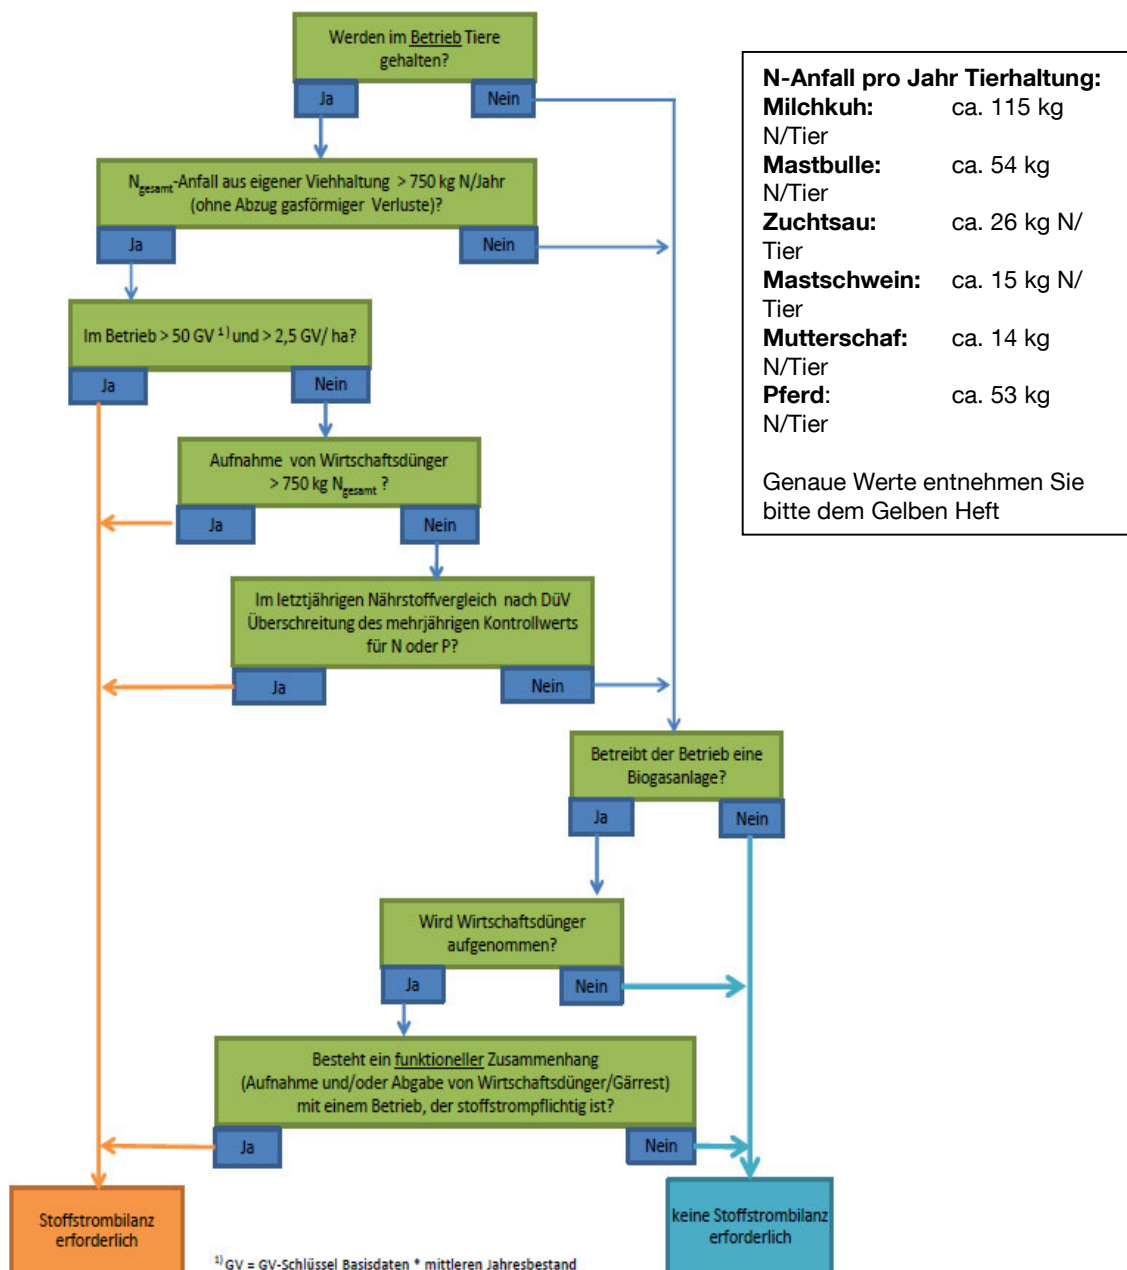 Werden im Betrieb Tiere
gehalten?
Ja
Nein
N-Anfall pro Jahr Tierhaltung:
Milchkuh: ca. 115 kg
N/Tier
Mastbulle: ca. 54 kg
N/Tier
Zuchtsau: ca. 26 kg N/
Tier
Mastschwein: ca. 15 kg N/
Tier
Mutterschaf: ca. 14 kg
N/Tier
Pferd: ca. 53 kg
N/Tier
Genaue Werte entnehmen Sie
bitte dem Gelben Heft
Ngesamt-Anfall aus eigener Viehhaltung > 750 kg N/Jahr
(ohne Abzug gasförmiger Verluste)?
Ja
Nein
Im Betrieb > 50 GV 1) und > 2,5 GV/ ha?
Ja
Nein
Aufnahme von Wirtschaftsdünger
> 750 kg Ngesamt ?
Ja
Nein
Im letztjährigen Nährstoffvergleich nach DüV
Überschreitung des mehrjährigen Kontrollwerts
für N oder P?
Ja
Nein
Betreibt der Betrieb eine
Biogasanlage?
Ja
Nein
Wird Wirtschaftsdünger
aufgenommen?
Ja
Nein
Besteht ein funktioneller Zusammenhang
(Aufnahme und/oder Abgabe von Wirtschaftsdünger/Gärrest)
mit einem Betrieb, der stoffstrompflichtig ist?
Ja
Nein
Stoffstrombilanz
erforderlich
keine Stoffstrombilanz
erforderlich
1) GV = GV-Schlüssel Basisdaten * mittleren Jahresbestand